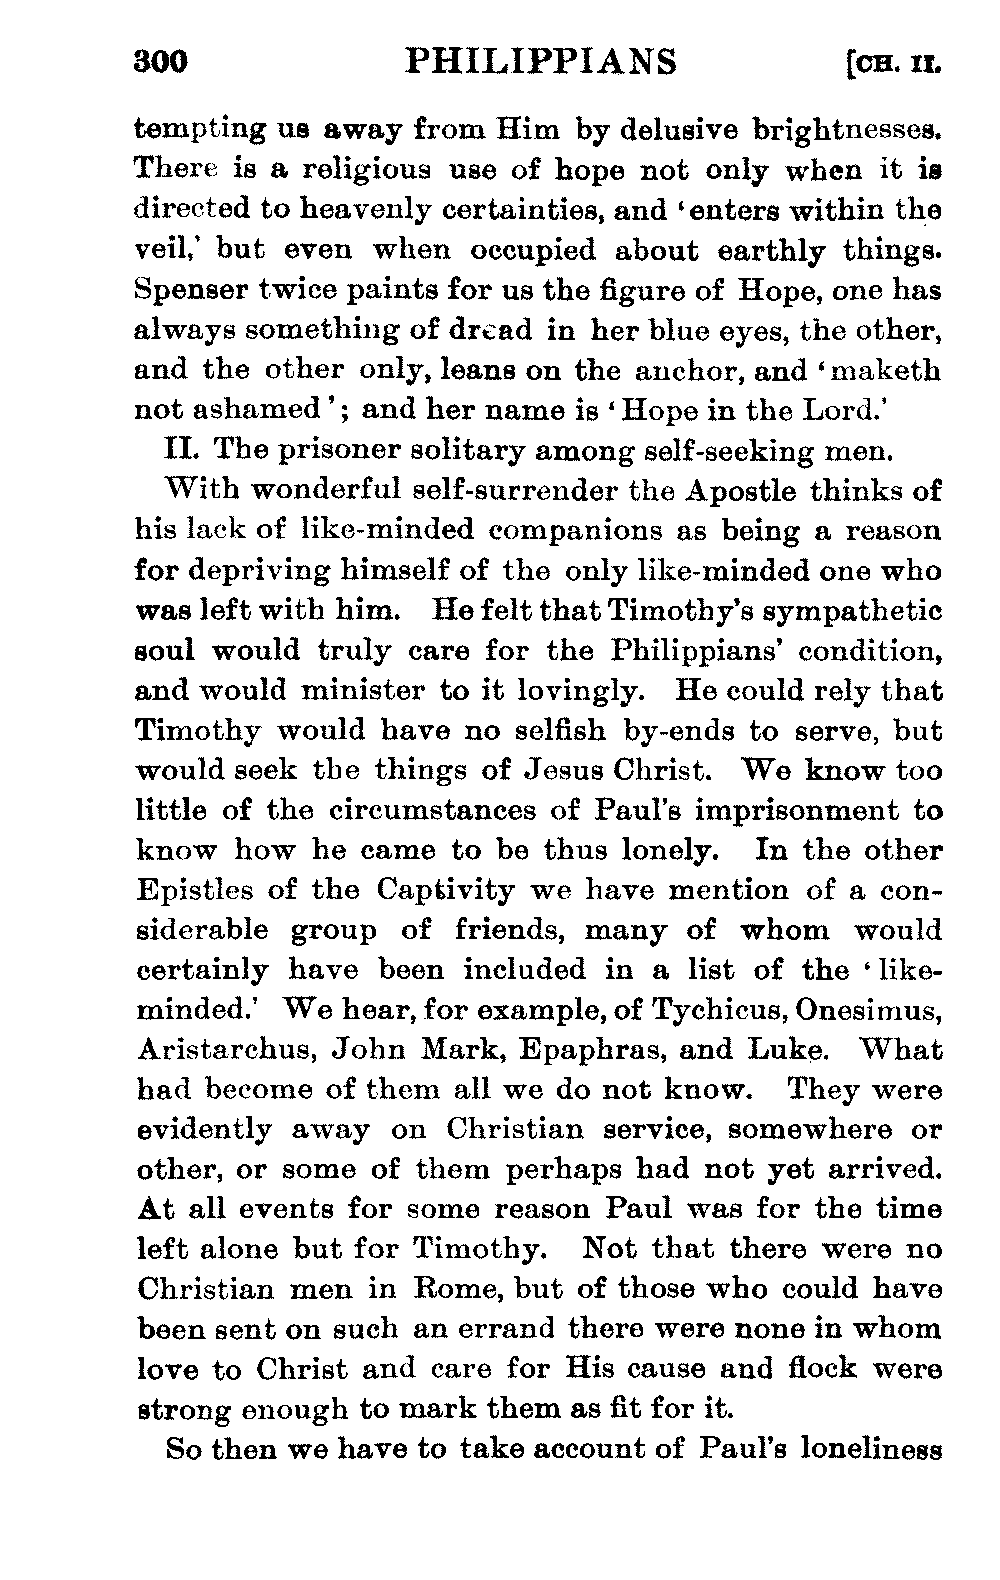 300 PHILIPPIANS [CH. II.
tempting us away from Him by delusive brightnesses.
There is a religious use of hope not only when it is
directed to heavenly certainties, and ‘enters within the
veil,’ but even when occupied about earthly things.
Spenser twice paints for us the figure of Hope, one has
always something of dread in her blue eyes, the other,
and the other only, leans on the anchor, and ‘maketh
not ashamed’; and her name is ‘Hope in the Lord.’
II. The prisoner solitary among self-seeking men.
With wonderful self-surrender the Apostle thinks of
his lack of like-minded companions as being a reason
for depriving himself of the only like-minded one who
was left with him. He felt that Timothy’s sympathetic
soul would truly care for the Philippians’ condition,
and would minister to it lovingly. He could rely that
Timothy would have no selfish by-ends to serve, but
would seek the things of Jesus Christ. We know too
little of the circumstances of Paul’s imprisonment to
know how he came to be thus lonely. In the other
Epistles of the Captivity we have mention of a con-
siderable group of friends, many of whom would
certainly have been included in a list of the ‘like-
minded.’ We hear, for example, of Tychicus, Onesimus,
Aristarchus, John Mark, Epaphras, and Luke. What
had become of them all we do not know. They were
evidently away on Christian service, somewhere or
other, or some of them perhaps had not yet arrived.
At all events for some reason Paul was for the time
left alone but for Timothy. Not that there were no
Christian men in Rome, but of those who could have
been sent on such an errand there were none in whom
love to Christ and care for His cause and flock were
strong enough to mark them as fit for it.
So then we have to take account of Paul’s loneliness